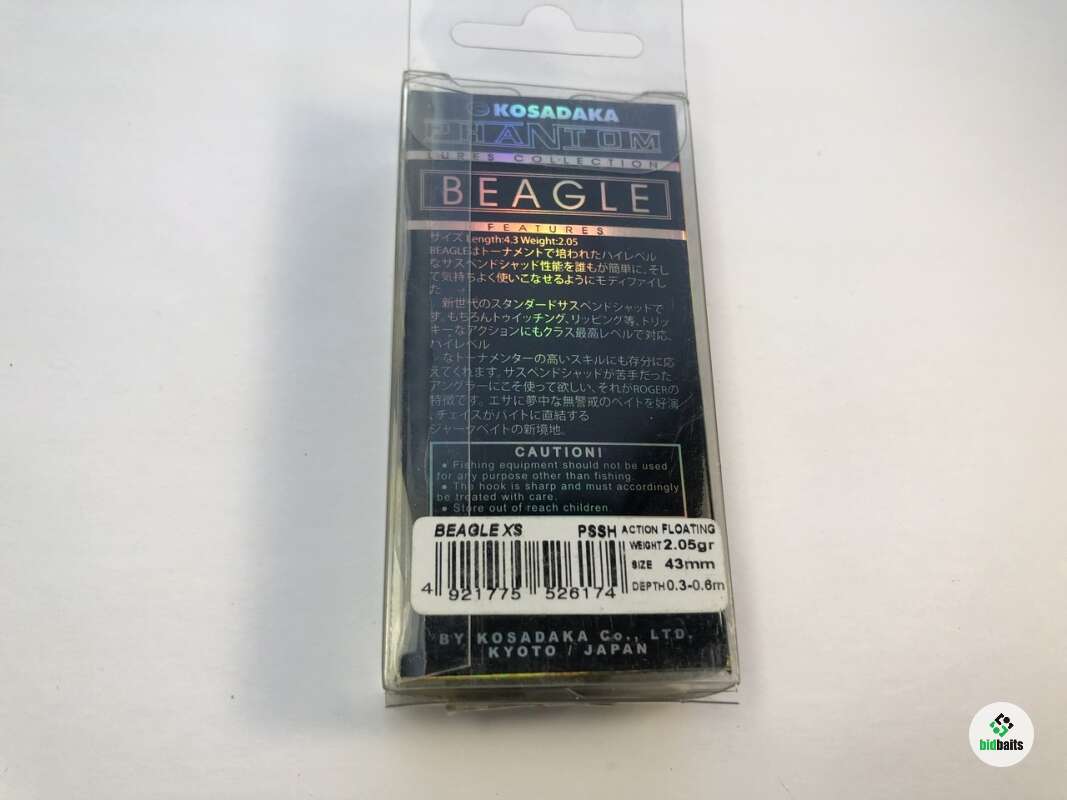 KOSADAKA
PHANTOM
LURES COLLECTION
BEAGLE
FEATURES
サイズ Length:4.3 Weight:2.05
BEAGLEはトーナメントで培われたハイレベル
なサスペンドシャッド性能を誰もが簡単に、そし
て気持ちよく使いこなせるようにモディファイし
た
新世代のスタンダードサスペンドシャッドで
す。もちろんトゥイッチング、リッピング等、トリッ
キーなアクションにもクラス最高レベルで対応、
ハイレベル
なトーナメンターの高いスキルにも存分に応
えてくれます。サスペンドシャッドが苦手だった
アングラーにこそ使って欲しい、それがROGERの
特徴です。エサに夢中な無警戒のベイトを好演
、チェイスがバイトに直結する
ジャークベイトの新境地。
CAUTION!
● Fishing equipment should not be used
for any purpose other than fishing.
● The hook is sharp and must accordingly
be treated with care.
● Store out of reach children.
BEAGLE XS PSSH ACTION FLOATING
WEIGHT 2.05gr
SIZE 43mm
DEPTH 0.3-0.6m
4 921775 526174
BY KOSADAKA Co., LTD.
KYOTO / JAPAN
bidbaits